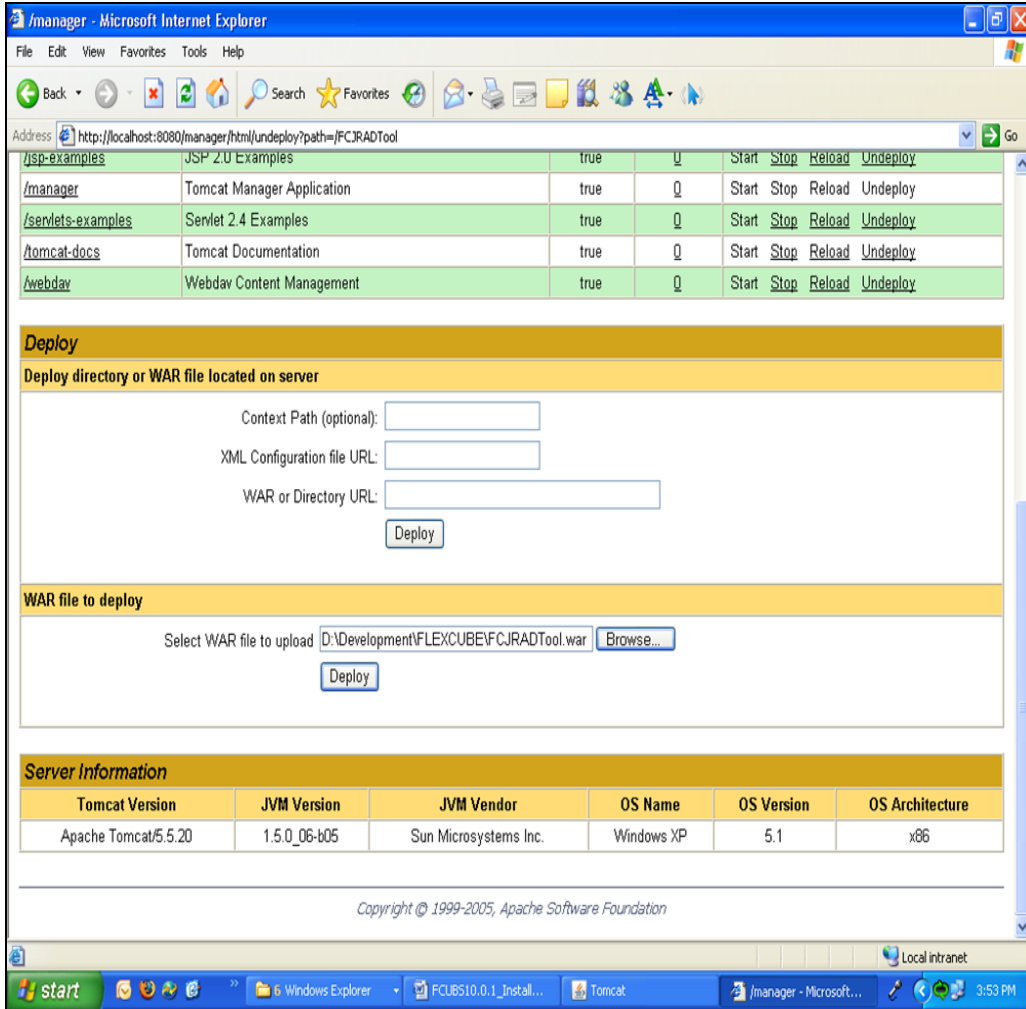 /manager - Microsoft Internet Explorer
File Edit View Favorites Tools Help
Back Search Favorites
Address http://localhost:8080/manager/html/undeploy?path=/FCJRADTool Go
/jsp-examples JSP 2.0 Examples true 0 Start Stop Reload Undeploy
/manager Tomcat Manager Application true 0 Start Stop Reload Undeploy
/servlets-examples Servlet 2.4 Examples true 0 Start Stop Reload Undeploy
/tomcat-docs Tomcat Documentation true 0 Start Stop Reload Undeploy
/webdav Webdav Content Management true 0 Start Stop Reload Undeploy
Deploy
Deploy directory or WAR file located on server
Context Path (optional):
XML Configuration file URL:
WAR or Directory URL:
Deploy
WAR file to deploy
Select WAR file to upload D:\Development\FLEXCUBE\FCJRADTool.war Browse...
Deploy
Server Information
Tomcat Version JVM Version JVM Vendor OS Name OS Version OS Architecture
Apache Tomcat/5.5.20 1.5.0_06-b05 Sun Microsystems Inc. Windows XP 5.1 x86
Copyright © 1999-2005, Apache Software Foundation
Local intranet
start 6 Windows Explorer FCUBS10.0.1_Install... Tomcat /manager - Microsoft... 3:53 PM